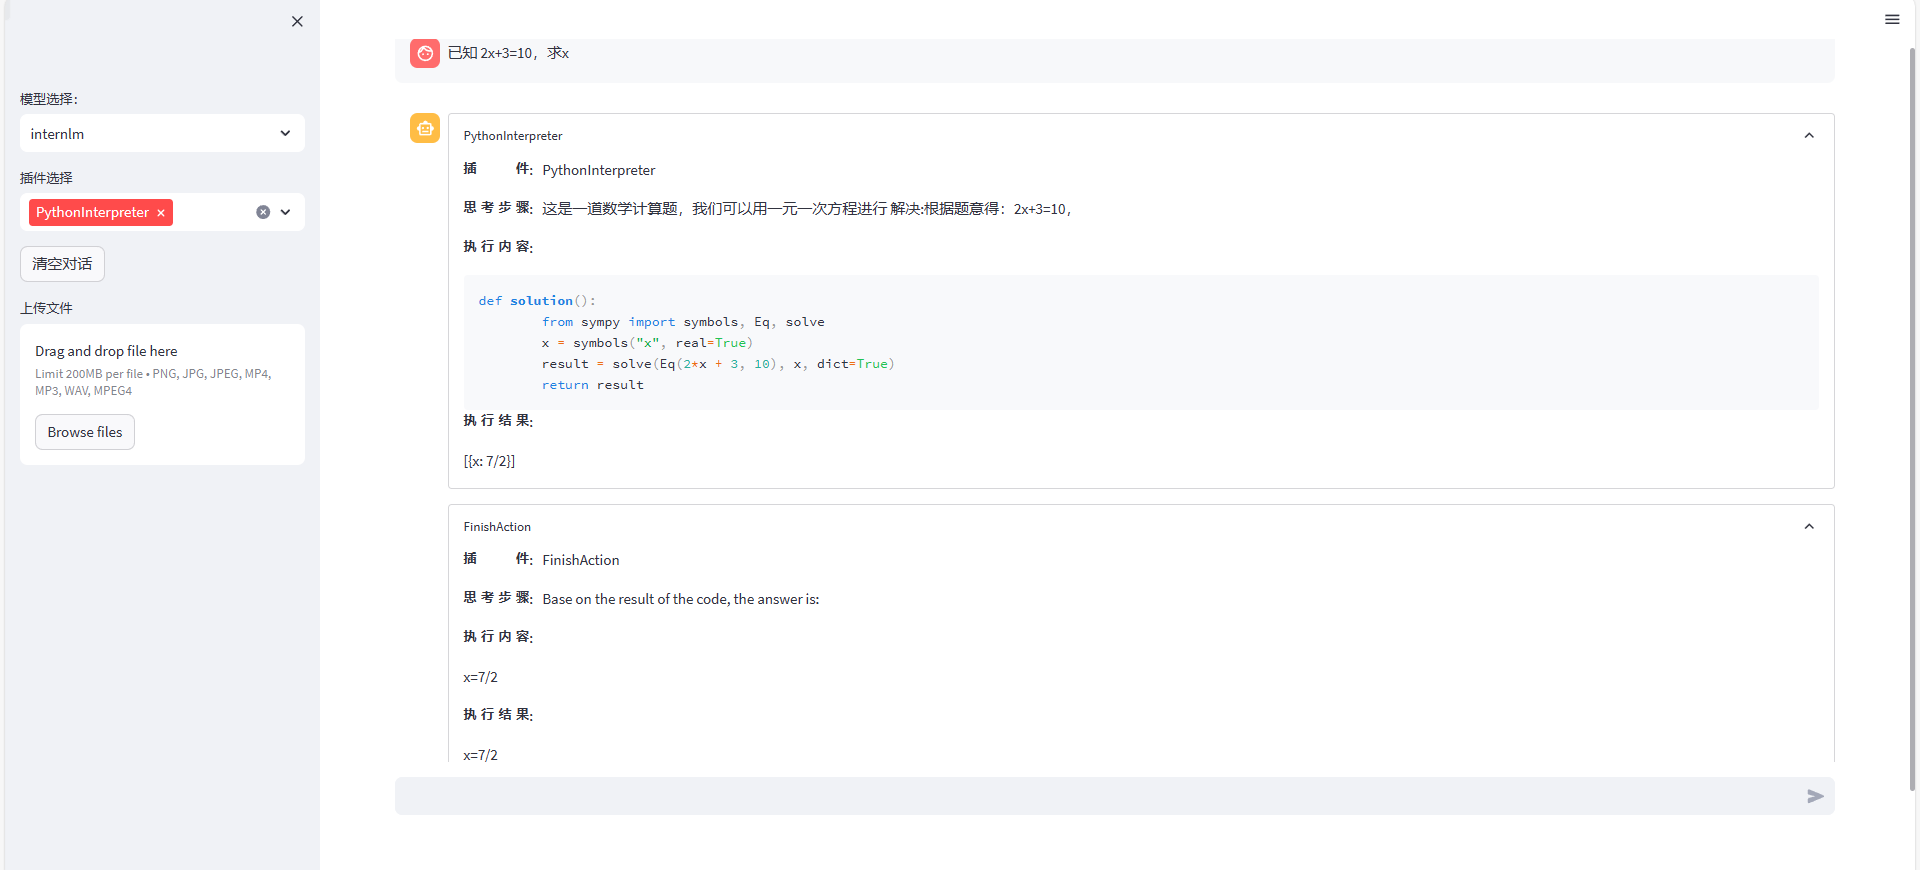 模型选择：
internlm
插件选择
PythonInterpreter ×
清空对话
上传文件
Drag and drop file here
Limit 200MB per file • PNG, JPG, JPEG, MP4,
MP3, WAV, MPEG4
Browse files
已知 2x+3=10，求x
PythonInterpreter
插 件: PythonInterpreter
思 考 步 骤: 这是一道数学计算题，我们可以用一元一次方程进行 解决:根据题意得：2x+3=10，
执 行 内 容:
def solution():
        from sympy import symbols, Eq, solve
        x = symbols("x", real=True)
        result = solve(Eq(2*x + 3, 10), x, dict=True)
        return result
执 行 结 果:
[{x: 7/2}]
FinishAction
插 件: FinishAction
思 考 步 骤: Base on the result of the code, the answer is:
执 行 内 容:
x=7/2
执 行 结 果:
x=7/2